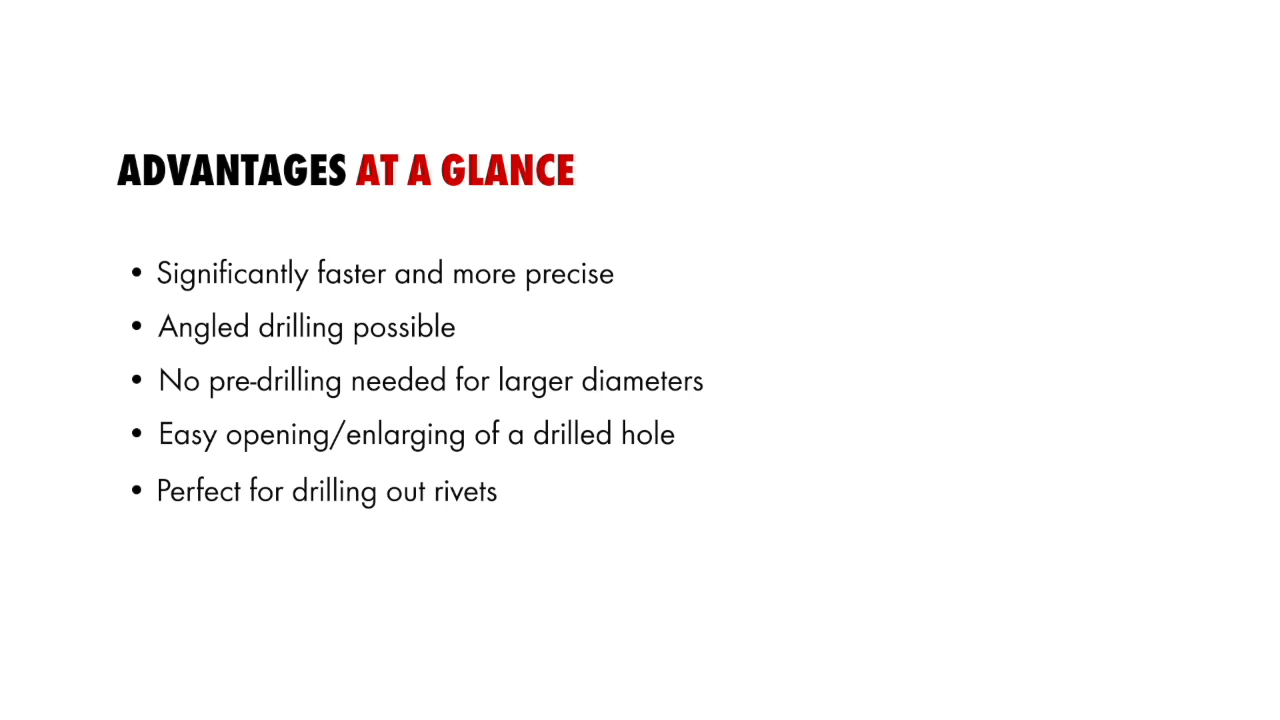 ADVANTAGES AT A GLANCE
• Significantly faster and more precise
• Angled drilling possible
• No pre-drilling needed for larger diameters
• Easy opening/enlarging of a drilled hole
• Perfect for drilling out rivets